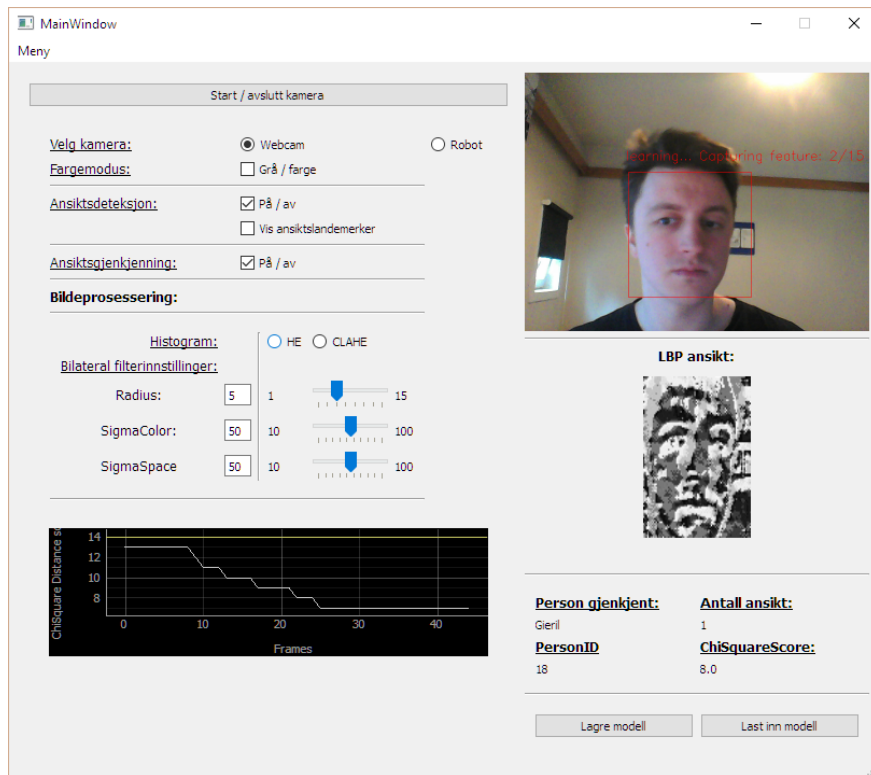 MainWindow
Meny
Start / avslutt kamera
Velg kamera: Webcam Robot
Fargemodus: Grå / farge
Ansiktsdeteksjon: På / av
Vis ansiktslandemerker
Ansiktsgjenkjenning: På / av
Bildeprosessering:
Histogram: HE CLAHE
Bilateral filterinnstillinger:
Radius: 5 1 15
SigmaColor: 50 10 100
SigmaSpace 50 10 100
ChiSquare Distance
14
12
10
8
0 10 20 30 40
Frames
earning... Capturing feature: 2/15
LBP ansikt:
Person gjenkjent: Antall ansikt:
Gieril 1
PersonID ChiSquareScore:
18 8.0
Lagre modell Last inn modell